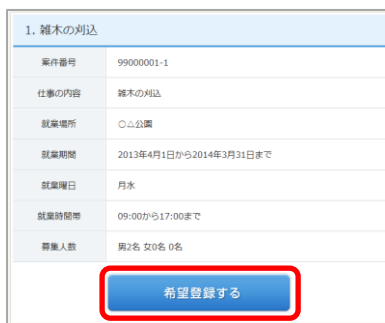 1. 雑木の刈込
案件番号 99000001-1
仕事の内容 雑木の刈込
就業場所 ○△公園
就業期間 2013年4月1日から2014年3月31日まで
就業曜日 月水
就業時間帯 09:00から17:00まで
募集人数 男2名 女0名 0名
希望登録する